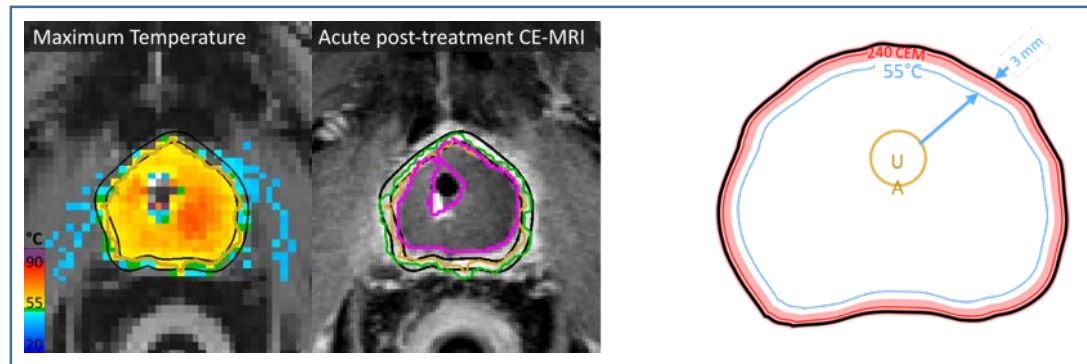 Maximum Temperature
Acute post-treatment CE-MRI
°C
90
55
20
240 CEM
55°C
3 mm
U
A